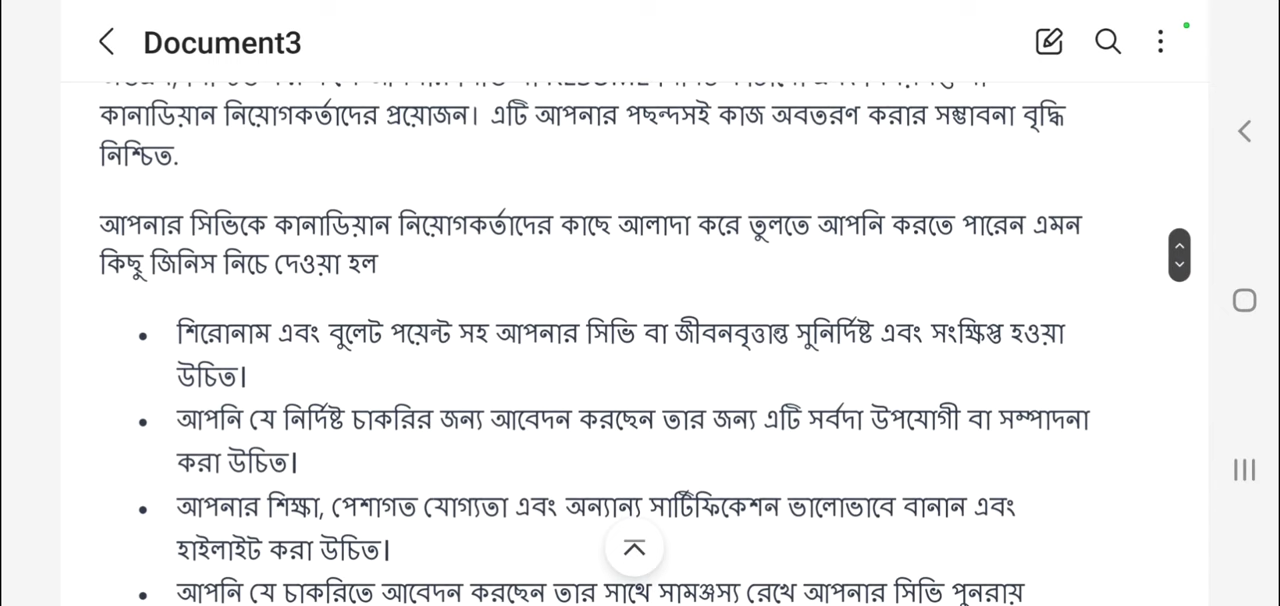 Document3
কানাডিয়ান নিয়োগকর্তাদের প্রয়োজন। এটি আপনার পছন্দসই কাজ অবতরণ করার সম্ভাবনা বৃদ্ধি
নিশ্চিত.
আপনার সিভিকে কানাডিয়ান নিয়োগকর্তাদের কাছে আলাদা করে তুলতে আপনি করতে পারেন এমন
কিছু জিনিস নিচে দেওয়া হল
• শিরোনাম এবং বুলেট পয়েন্ট সহ আপনার সিভি বা জীবনবৃত্তান্ত সুনির্দিষ্ট এবং সংক্ষিপ্ত হওয়া
উচিত।
• আপনি যে নির্দিষ্ট চাকরির জন্য আবেদন করছেন তার জন্য এটি সর্বদা উপযোগী বা সম্পাদনা
করা উচিত।
• আপনার শিক্ষা, পেশাগত যোগ্যতা এবং অন্যান্য সার্টিফিকেশন ভালোভাবে বানান এবং
হাইলাইট করা উচিত।
• আপনি যে চাকরিতে আবেদন করছেন তার সাথে সামঞ্জস্য রেখে আপনার সিভি পুনরায়